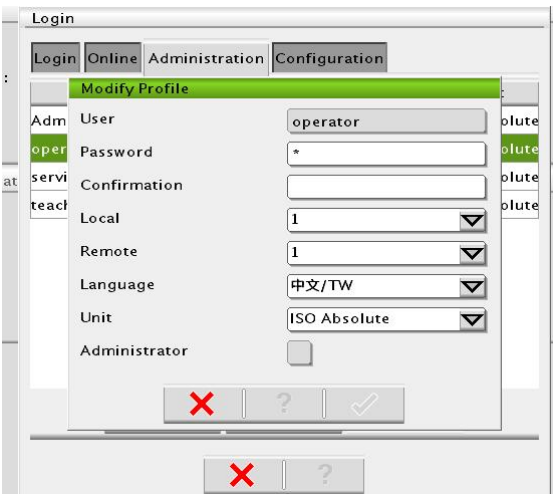 Login
Login Online Administration Configuration
:
Modify Profile
:
User operator
Adm olute
Password *
oper olute
Confirmation
servi olute
at
Local 1
teach olute
Remote 1
Language 中文/TW
Unit ISO Absolute
Administrator
?
?